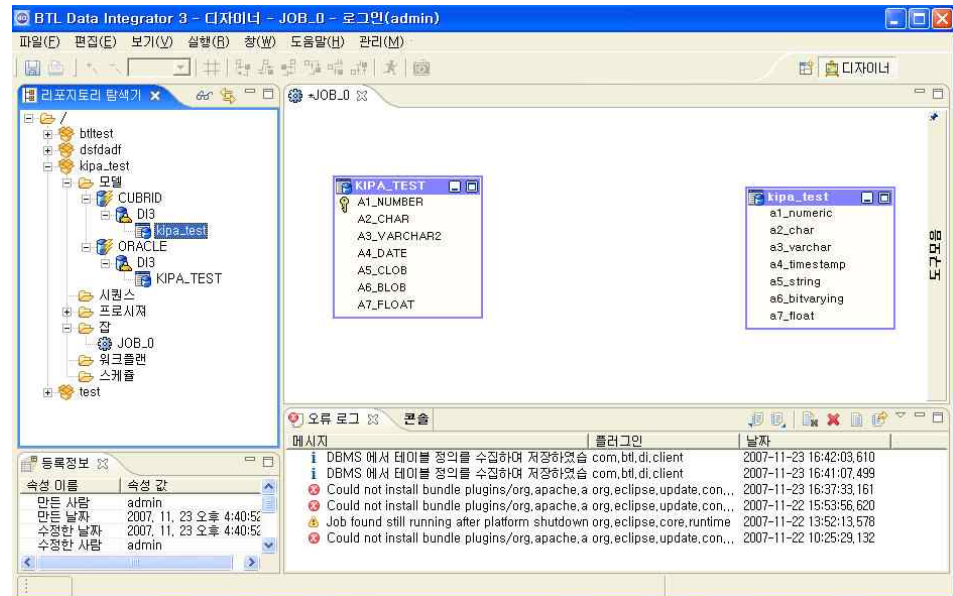 BTL Data Integrator 3 - 디자이너 - JOB_0 - 로그인(admin)
파일(F) 편집(E) 보기(V) 실행(R) 창(W) 도움말(H) 관리(M)
디자이너
리포지토리 탐색기
/
btltest
dsfdadf
kipa_test
모델
CUBRID
DI3
kipa_test
ORACLE
DI3
KIPA_TEST
시퀀스
프로시져
잡
JOB_0
워크플랜
스케쥴
test
*JOB_0
KIPA_TEST
A1_NUMBER
A2_CHAR
A3_VARCHAR2
A4_DATE
A5_CLOB
A6_BLOB
A7_FLOAT
kipa_test
a1_numeric
a2_char
a3_varchar
a4_timestamp
a5_string
a6_bitvarying
a7_float
도구모음
등록정보
속성 이름 속성 값
만든 사람 admin
만든 날짜 2007, 11, 23 오후 4:40:52
수정한 날짜 2007, 11, 23 오후 4:40:52
수정한 사람 admin
오류 로그 콘솔
메시지 플러그인 날짜
DBMS 에서 테이블 정의를 수집하며 저장하였습 com,btl,di,client 2007-11-23 16:42:03,610
DBMS 에서 테이블 정의를 수집하며 저장하였습 com,btl,di,client 2007-11-23 16:41:07,499
Could not install bundle plugins/org,apache,a org,eclipse,update,con,,, 2007-11-23 16:37:33,161
Could not install bundle plugins/org,apache,a org,eclipse,update,con,,, 2007-11-22 15:53:56,620
Job found still running after platform shutdown org,eclipse,core,runtime 2007-11-22 13:52:13,578
Could not install bundle plugins/org,apache,a org,eclipse,update,con,,, 2007-11-22 10:25:29,132